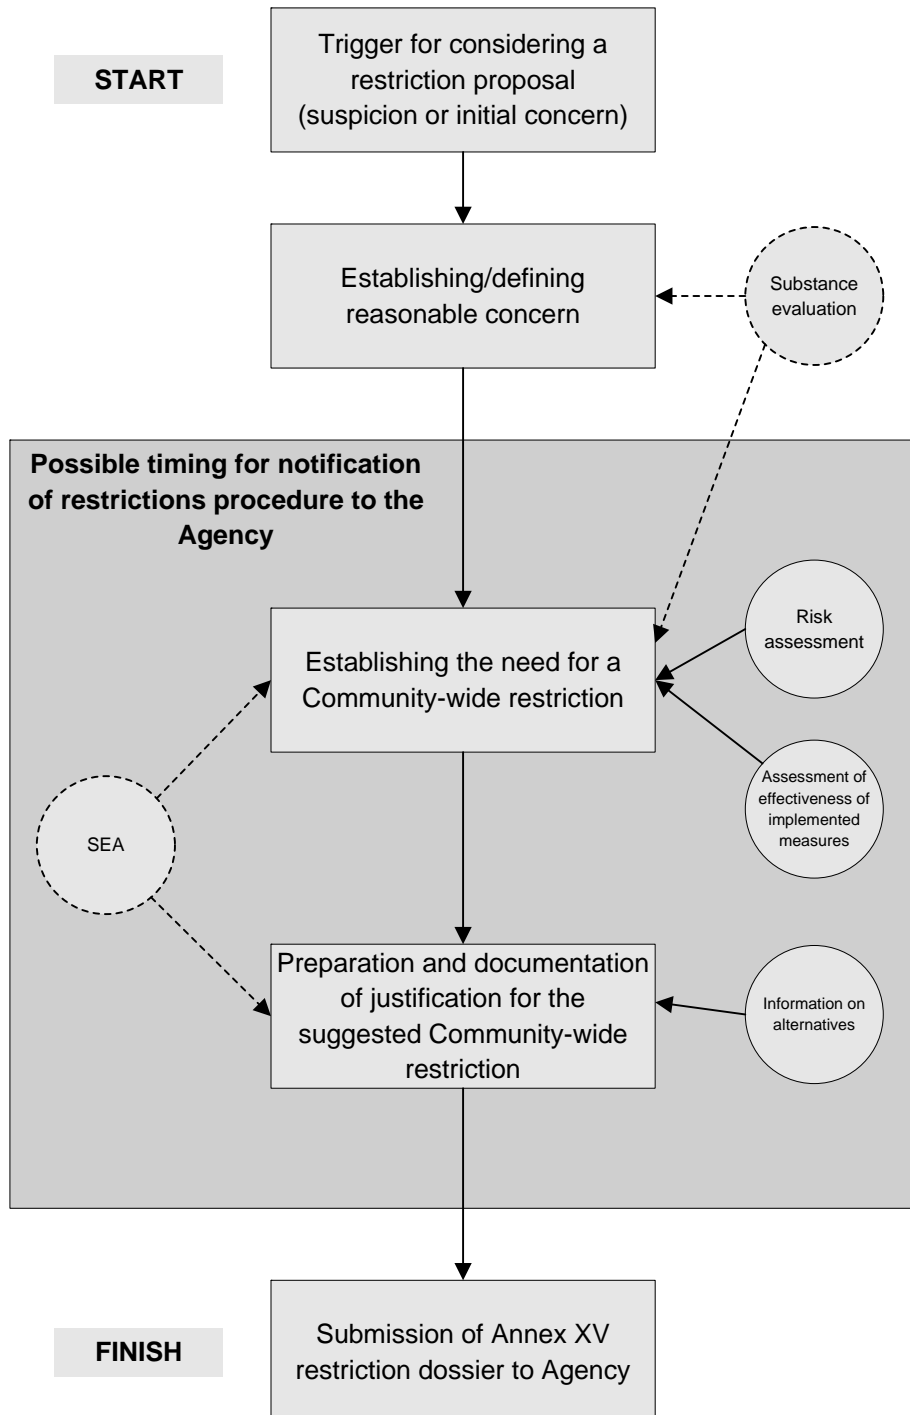 START
Trigger for considering a
restriction proposal
(suspicion or initial concern)
Establishing/defining
reasonable concern
Substance
evaluation
Possible timing for notification
of restrictions procedure to the
Agency
Establishing the need for a
Community-wide restriction
Risk
assessment
Assessment of
effectiveness of
implemented
measures
SEA
Preparation and documentation
of justification for the
suggested Community-wide
restriction
Information on
alternatives
FINISH
Submission of Annex XV
restriction dossier to Agency